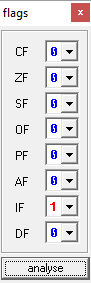 flags x
CF 0
ZF 0
SF 0
OF 0
PF 0
AF 0
IF 1
DF 0
analyse